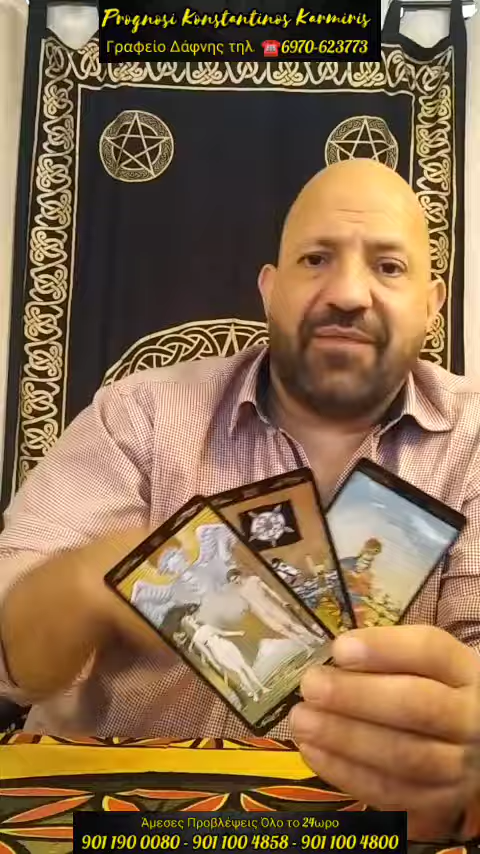 Prognosi Konstantinos Karmiris
Γραφείο Δάφνης τηλ. ☎6970-623773
Άμεσες Προβλέψεις Όλο το 24ωρο
901 190 0080 - 901 100 4858 - 901 100 4800